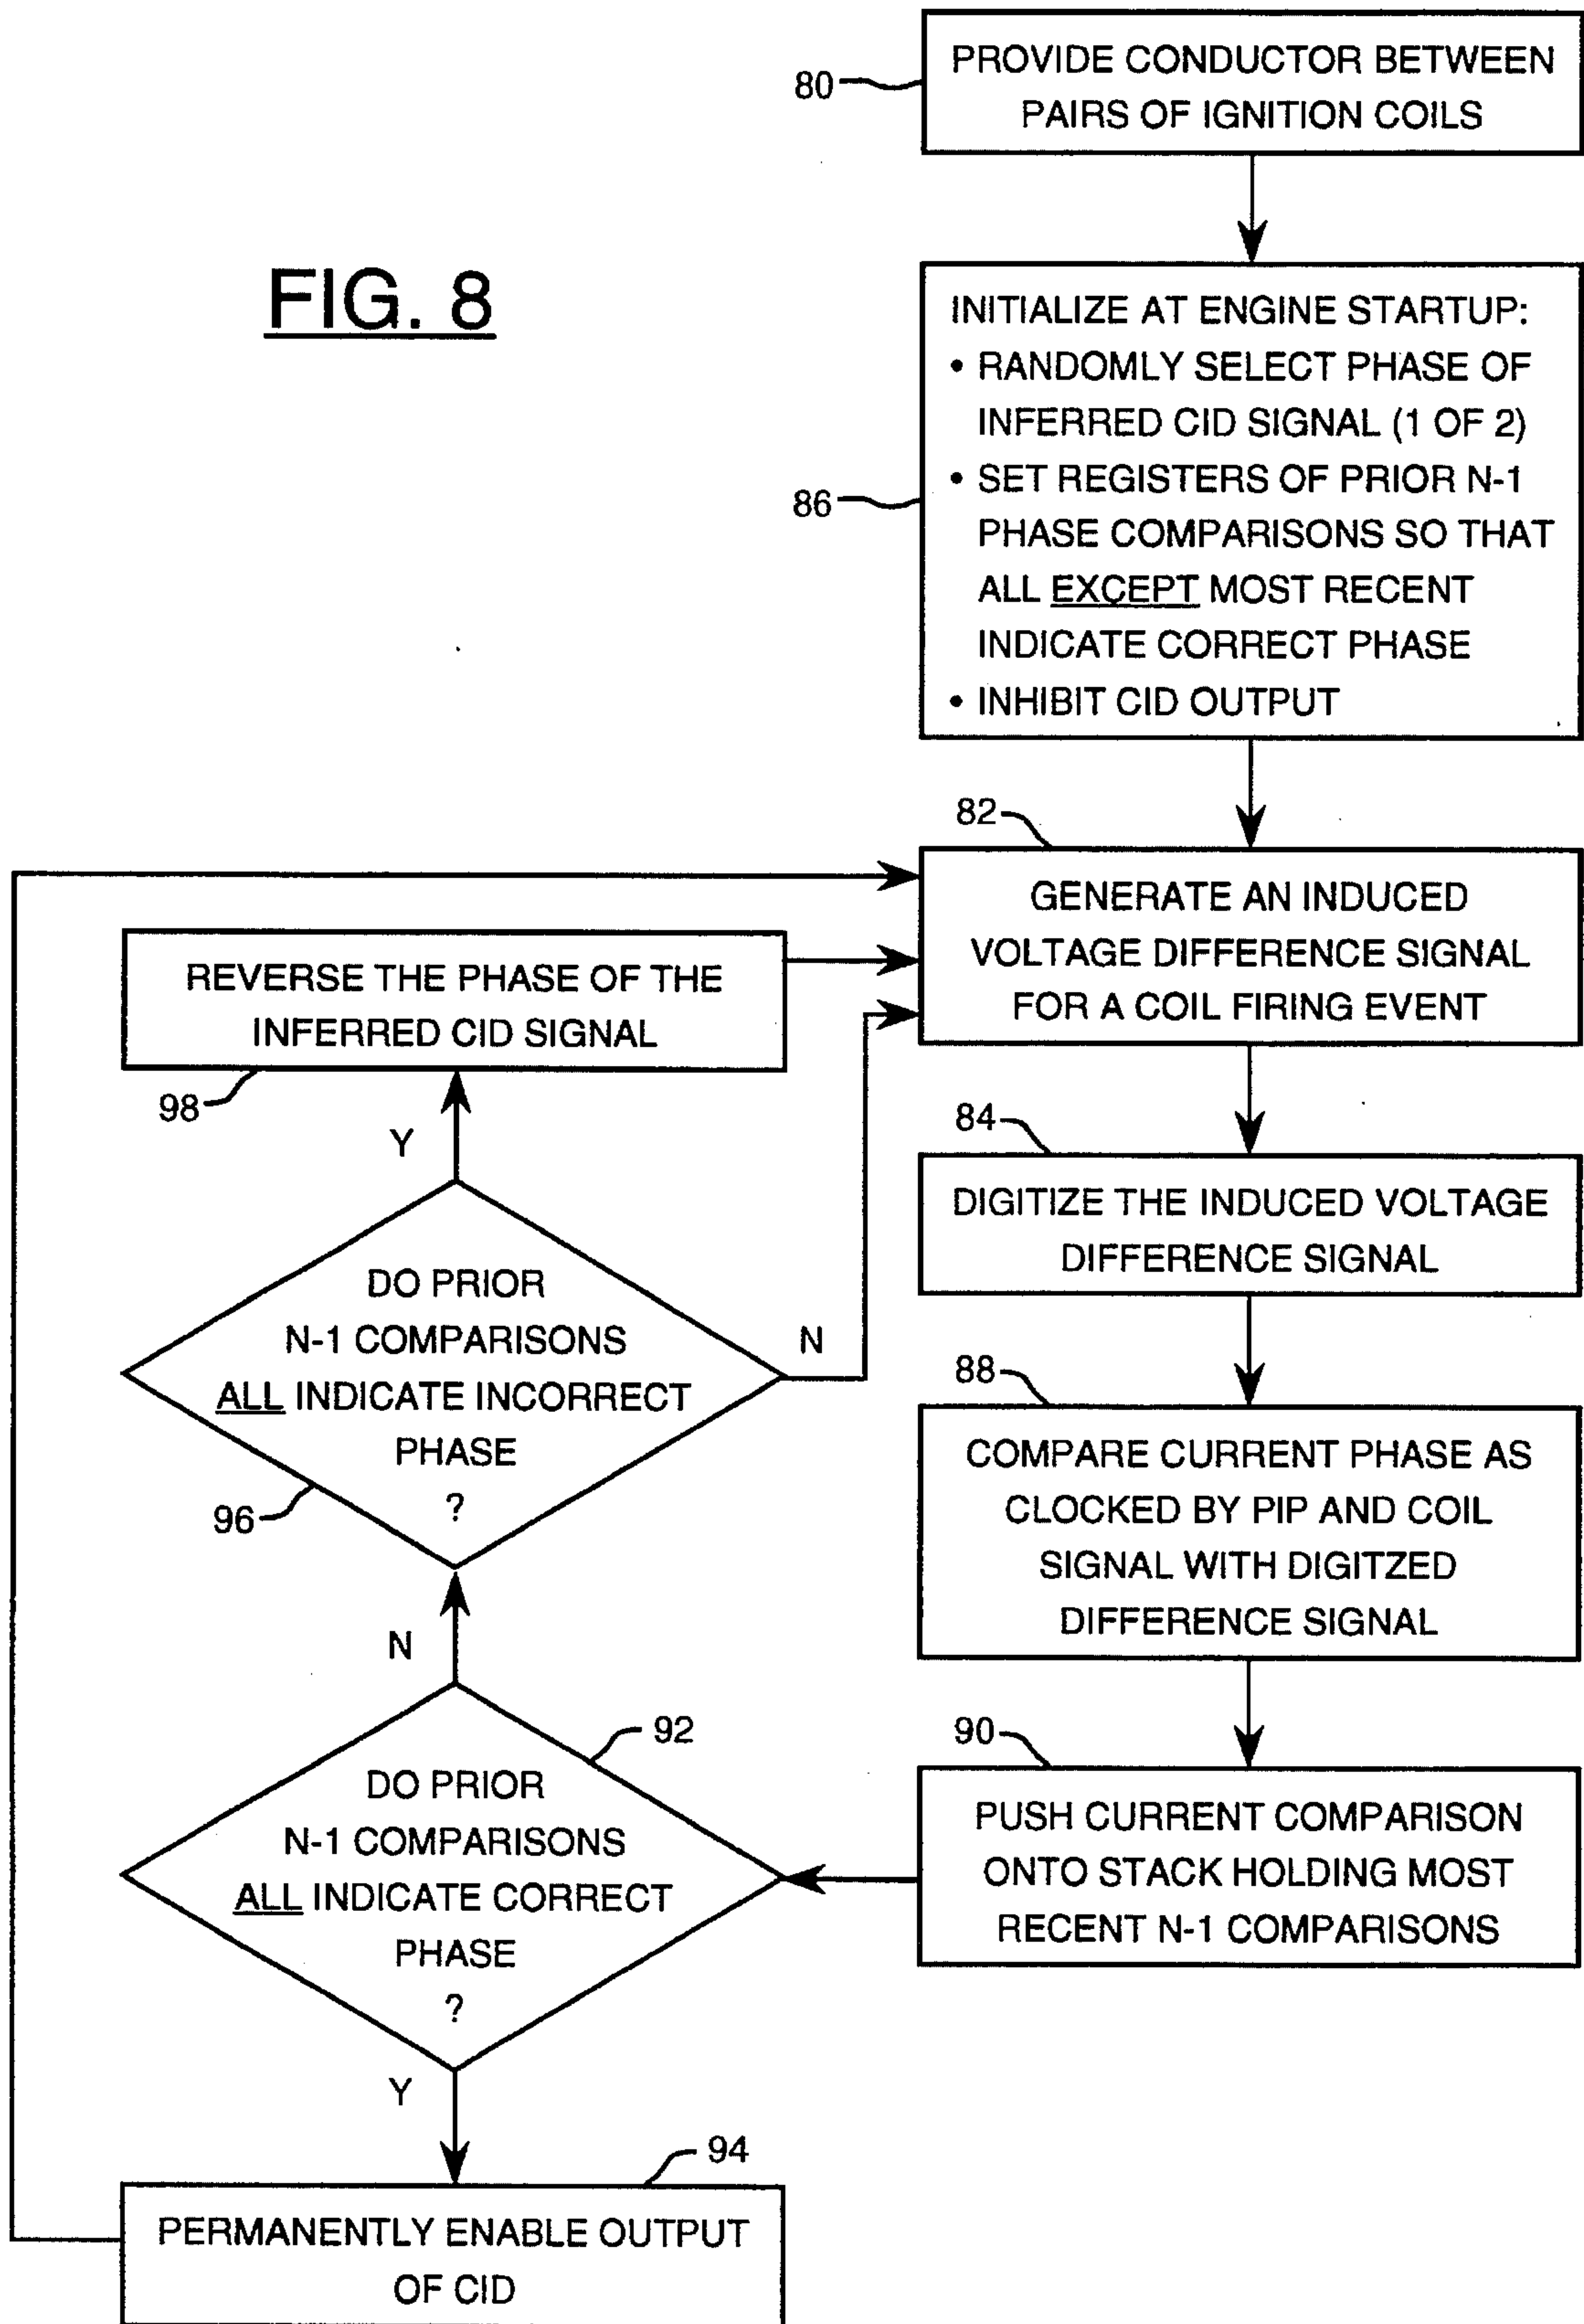 FIG. 8
80
PROVIDE CONDUCTOR BETWEEN
PAIRS OF IGNITION COILS
86
INITIALIZE AT ENGINE STARTUP:
• RANDOMLY SELECT PHASE OF
INFERRED CID SIGNAL (1 OF 2)
• SET REGISTERS OF PRIOR N-1
PHASE COMPARISONS SO THAT
ALL EXCEPT MOST RECENT
INDICATE CORRECT PHASE
• INHIBIT CID OUTPUT
82
GENERATE AN INDUCED
VOLTAGE DIFFERENCE SIGNAL
FOR A COIL FIRING EVENT
84
DIGITIZE THE INDUCED VOLTAGE
DIFFERENCE SIGNAL
88
COMPARE CURRENT PHASE AS
CLOCKED BY PIP AND COIL
SIGNAL WITH DIGITZED
DIFFERENCE SIGNAL
90
PUSH CURRENT COMPARISON
ONTO STACK HOLDING MOST
RECENT N-1 COMPARISONS
92
DO PRIOR
N-1 COMPARISONS
ALL INDICATE CORRECT
PHASE
?
Y
94
PERMANENTLY ENABLE OUTPUT
OF CID
N
96
DO PRIOR
N-1 COMPARISONS
ALL INDICATE INCORRECT
PHASE
?
N
Y
98
REVERSE THE PHASE OF THE
INFERRED CID SIGNAL